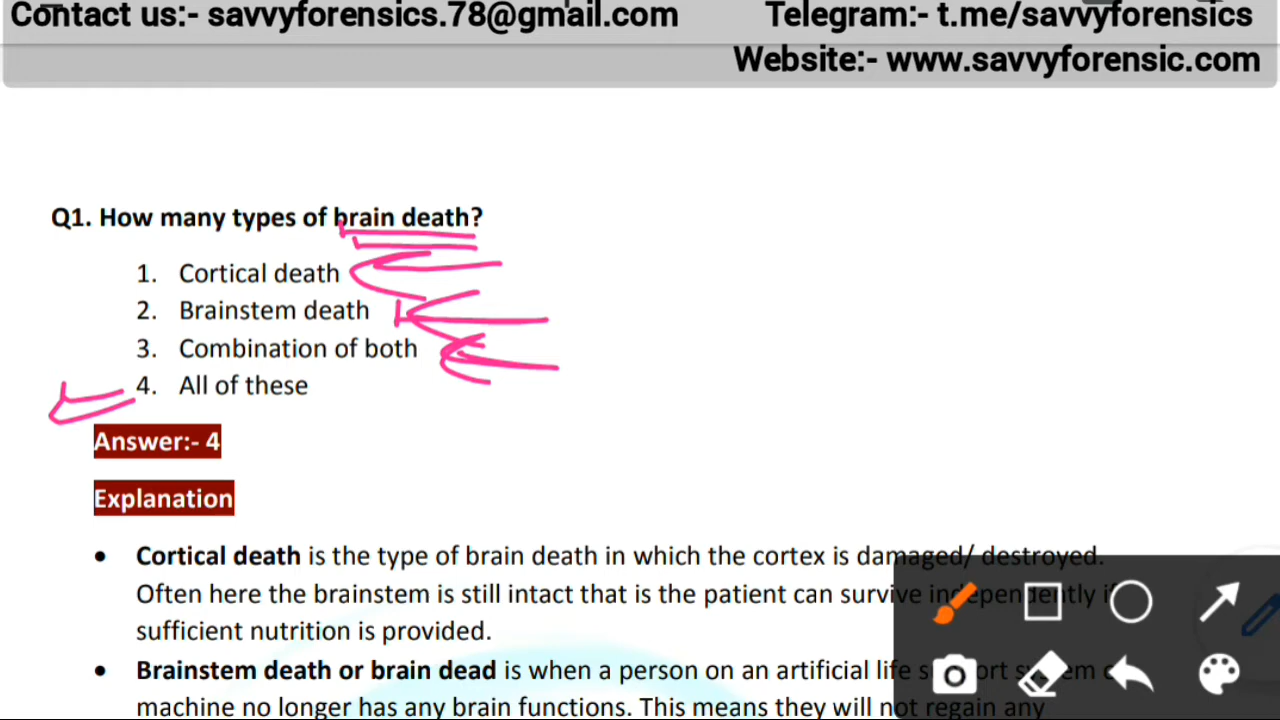 Contact us:- savvyforensics.78@gmail.com Telegram:- t.me/savvyforensics
Website:- www.savvyforensic.com
Q1. How many types of brain death?
1. Cortical death
2. Brainstem death
3. Combination of both
4. All of these
Answer:- 4
Explanation
• Cortical death is the type of brain death in which the cortex is damaged/ destroyed.
Often here the brainstem is still intact that is the patient can survive independently
sufficient nutrition is provided.
• Brainstem death or brain dead is when a person on an artificial life support system
machine no longer has any brain functions. This means they will not regain any